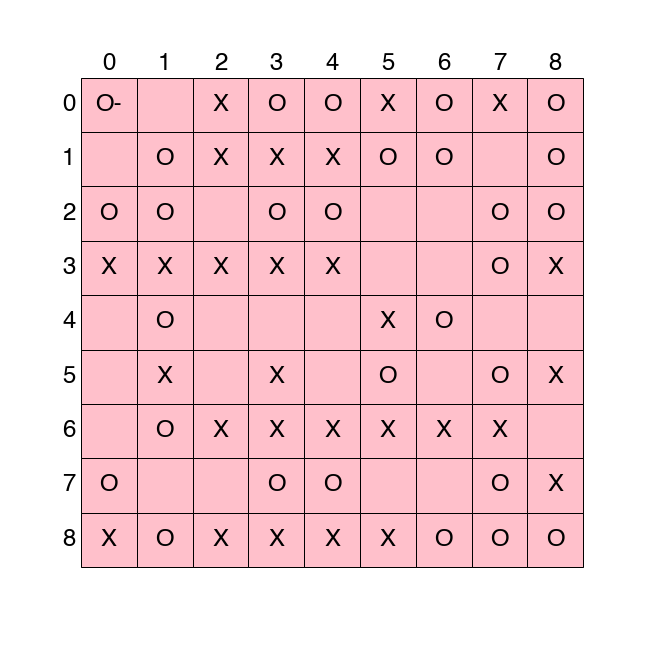 0 1 2 3 4 5 6 7 8
0 O- X O O X O X O
1 O X X X O O O
2 O O O O O O
3 X X X X X O X
4 O X O
5 X X O O X
6 O X X X X X X
7 O O O O X
8 X O X X X X O O O